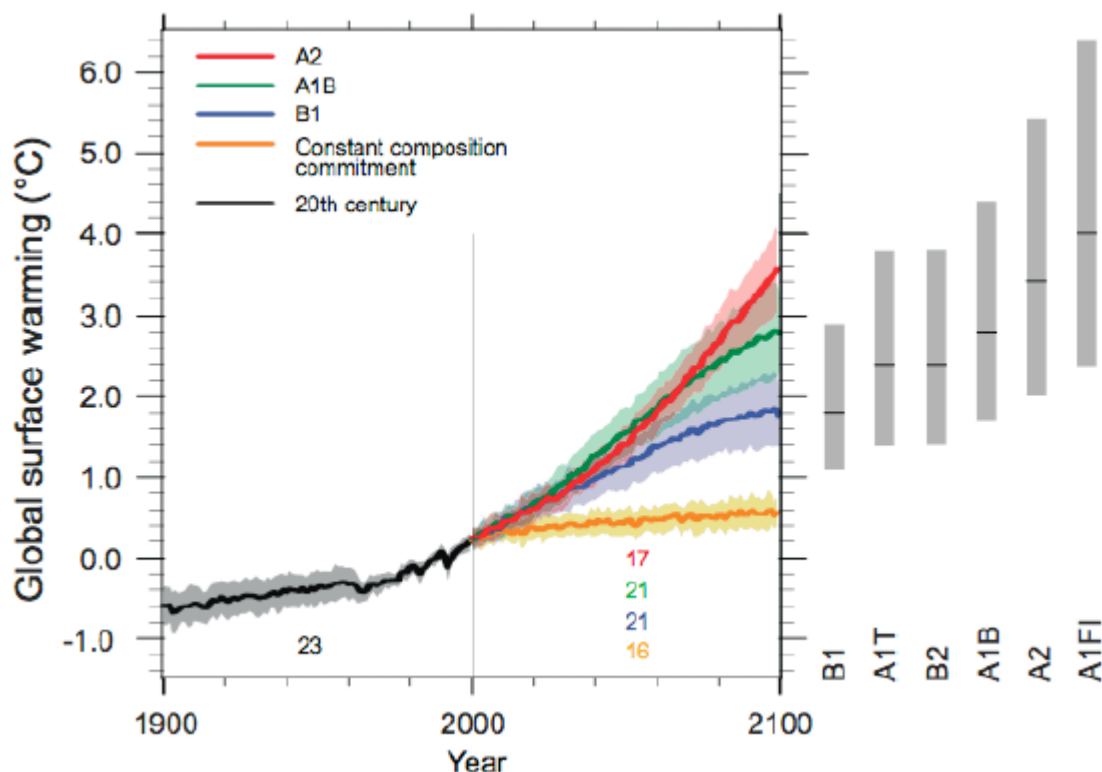 Global surface warming (°C)
6.0
5.0
4.0
3.0
2.0
1.0
0.0
-1.0
A2
A1B
B1
Constant composition
commitment
20th century
23
17
21
21
16
1900
2000
2100
Year
B1
A1T
B2
A1B
A2
A1FI